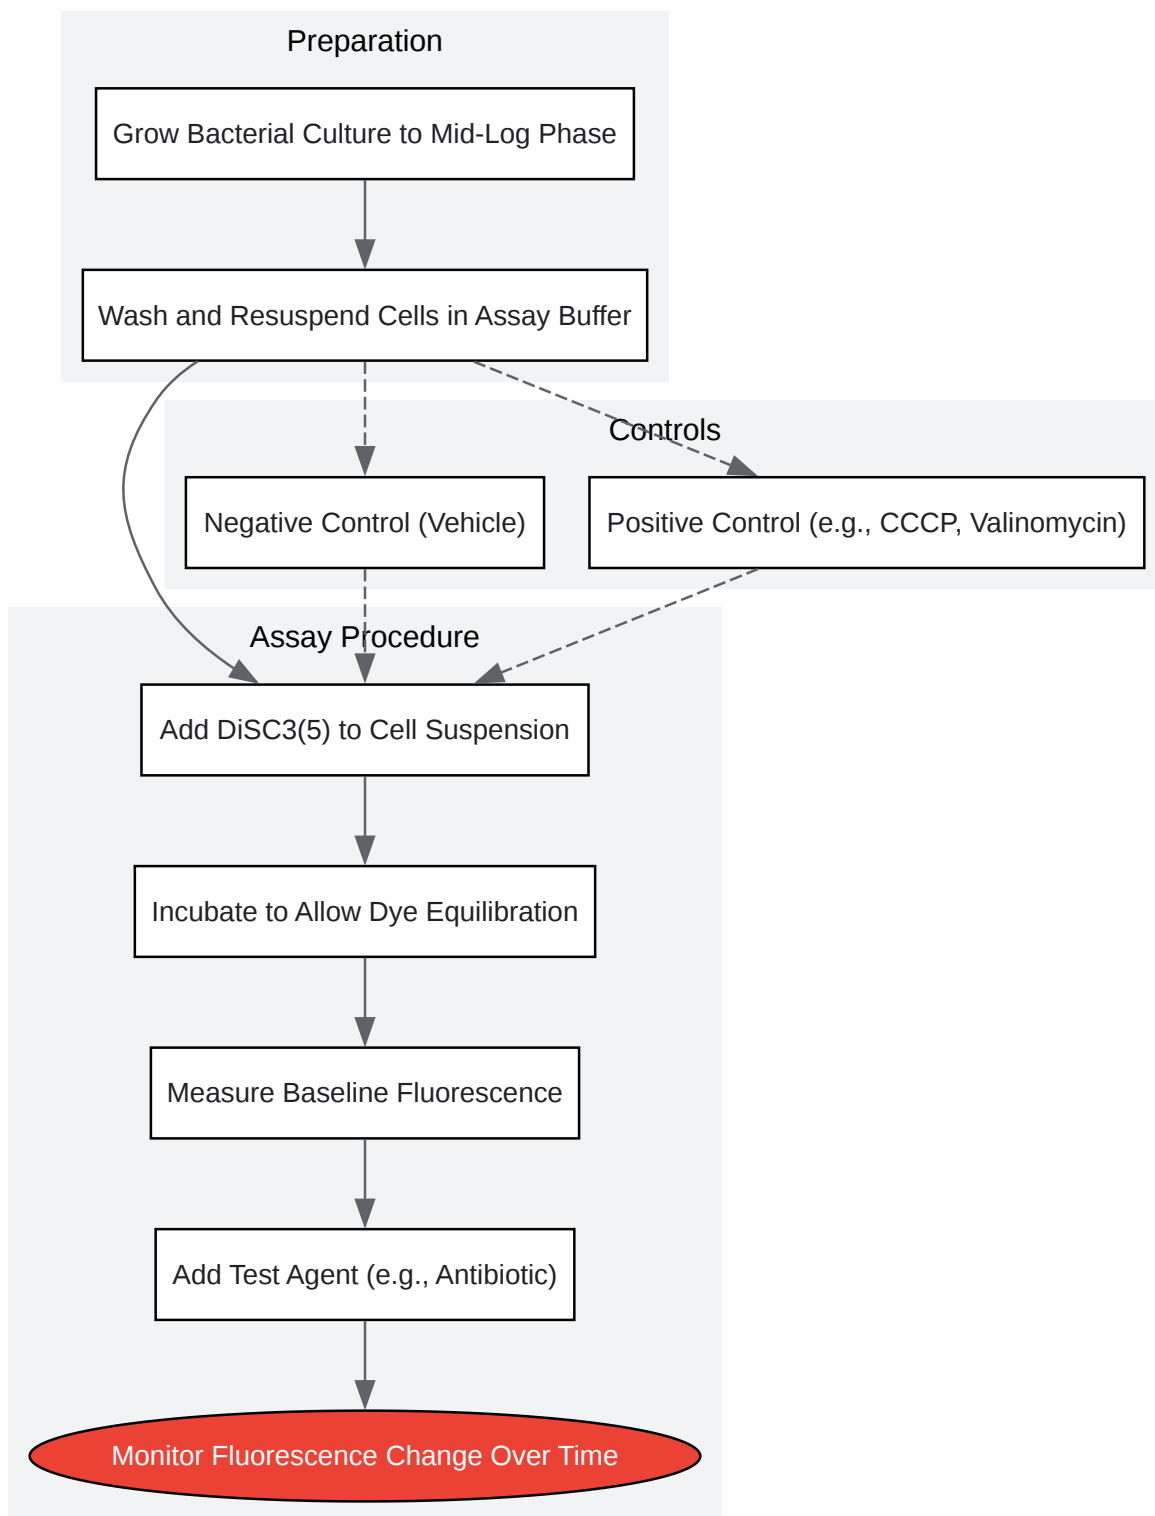 Preparation
Grow Bacterial Culture to Mid-Log Phase
Wash and Resuspend Cells in Assay Buffer
Controls
Negative Control (Vehicle)
Positive Control (e.g., CCCP, Valinomycin)
Assay Procedure
Add DiSC3(5) to Cell Suspension
Incubate to Allow Dye Equilibration
Measure Baseline Fluorescence
Add Test Agent (e.g., Antibiotic)
Monitor Fluorescence Change Over Time